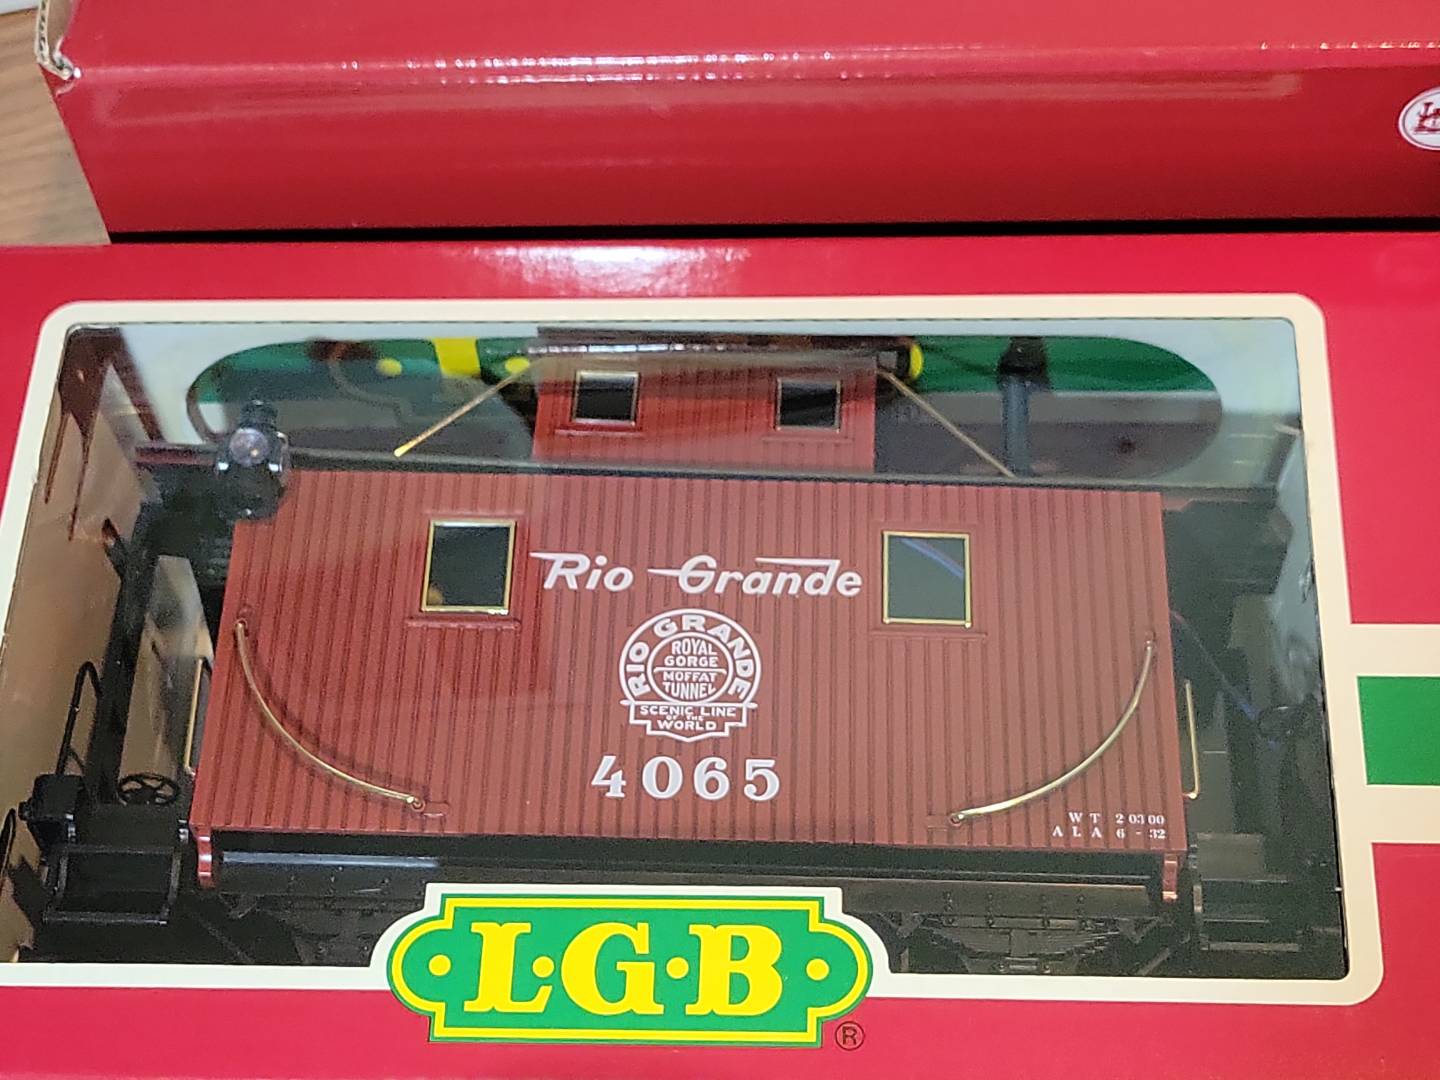 Rio Grande
RIO GRANDE
ROYAL
GORGE
MOFFAT
TUNNEL
SCENIC LINE
OF THE
WORLD
4065
WT 20300
ALA 6-32
L·G·B
®